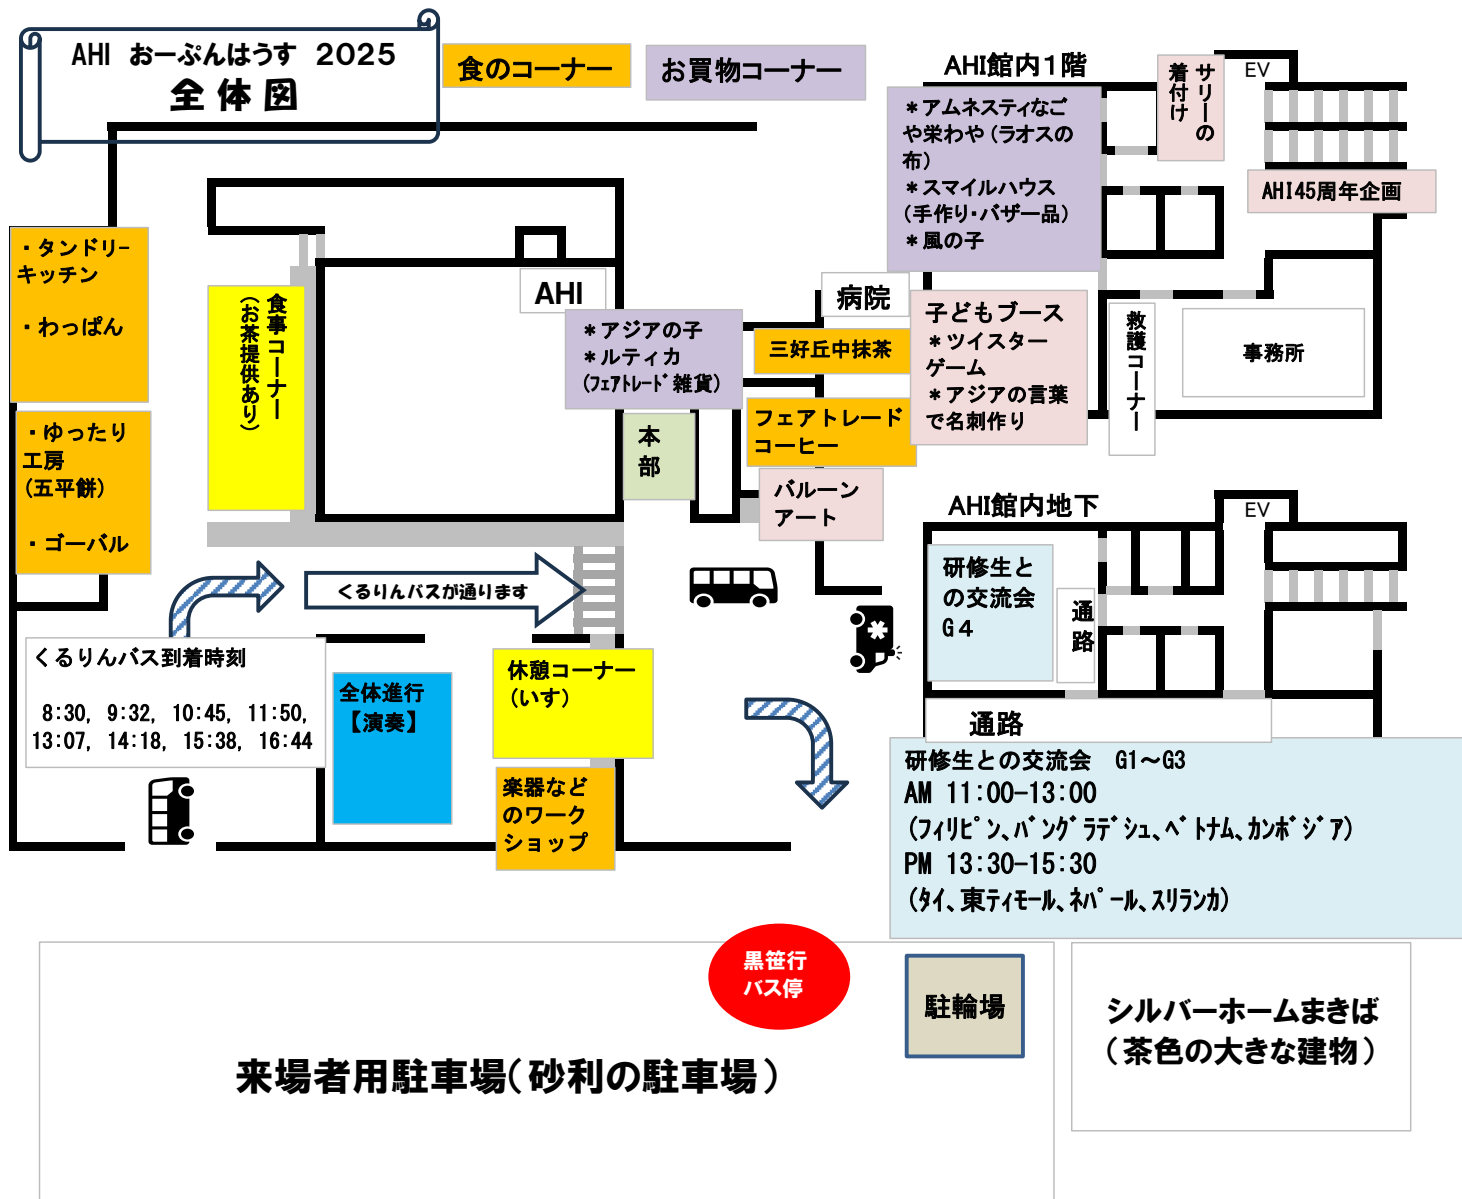 AHI おーぷんはうす 2025
全体図
食のコーナー
お買物コーナー
・タンドリー
キッチン
・わっぱん
・ゆったり
工房
(五平餅)
・ゴーバル
食事コーナー
(お茶提供あり)
AHI
*アジアの子
*ルティカ
(フェアトレード雑貨)
本
部
病院
三好丘中抹茶
フェアトレード
コーヒー
バルーン
アート
くるりんバスが通ります
くるりんバス到着時刻
8:30, 9:32, 10:45, 11:50,
13:07, 14:18, 15:38, 16:44
全体進行
【演奏】
休憩コーナー
(いす)
楽器など
のワーク
ショップ
AHI館内1階
*アムネスティなご
や栄わや(ラオスの
布)
*スマイルハウス
(手作り・バザー品)
*風の子
サリーの
着付け
EV
AHI45周年企画
子どもブース
*ツイスター
ゲーム
*アジアの言葉
で名刺作り
救護コーナー
事務所
AHI館内地下
EV
研修生と
の交流会
G4
通
路
通路
研修生との交流会 G1～G3
AM 11:00-13:00
(フィリピン、バングラデシュ、ベトナム、カンボジア)
PM 13:30-15:30
(タイ、東ティモール、ネパール、スリランカ)
黒笹行
バス停
駐輪場
来場者用駐車場(砂利の駐車場)
シルバーホームまきば
(茶色の大きな建物)